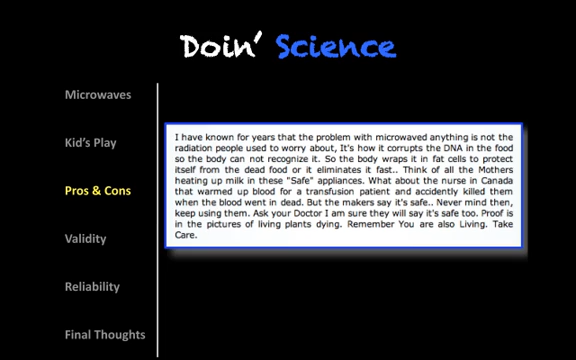 Doin' Science
Microwaves
Kid's Play
Pros & Cons
Validity
Reliability
Final Thoughts
I have known for years that the problem with microwaved anything is not the
radiation people used to worry about, It's how it corrupts the DNA in the food
so the body can not recognize it. So the body wraps it in fat cells to protect
itself from the dead food or it eliminates it fast.. Think of all the Mothers
heating up milk in these "Safe" appliances. What about the nurse in Canada
that warmed up blood for a transfusion patient and accidently killed them
when the blood went in dead. But the makers say it's safe.. Never mind then,
keep using them. Ask your Doctor I am sure they will say it's safe too. Proof is
in the pictures of living plants dying. Remember You are also Living. Take
Care.